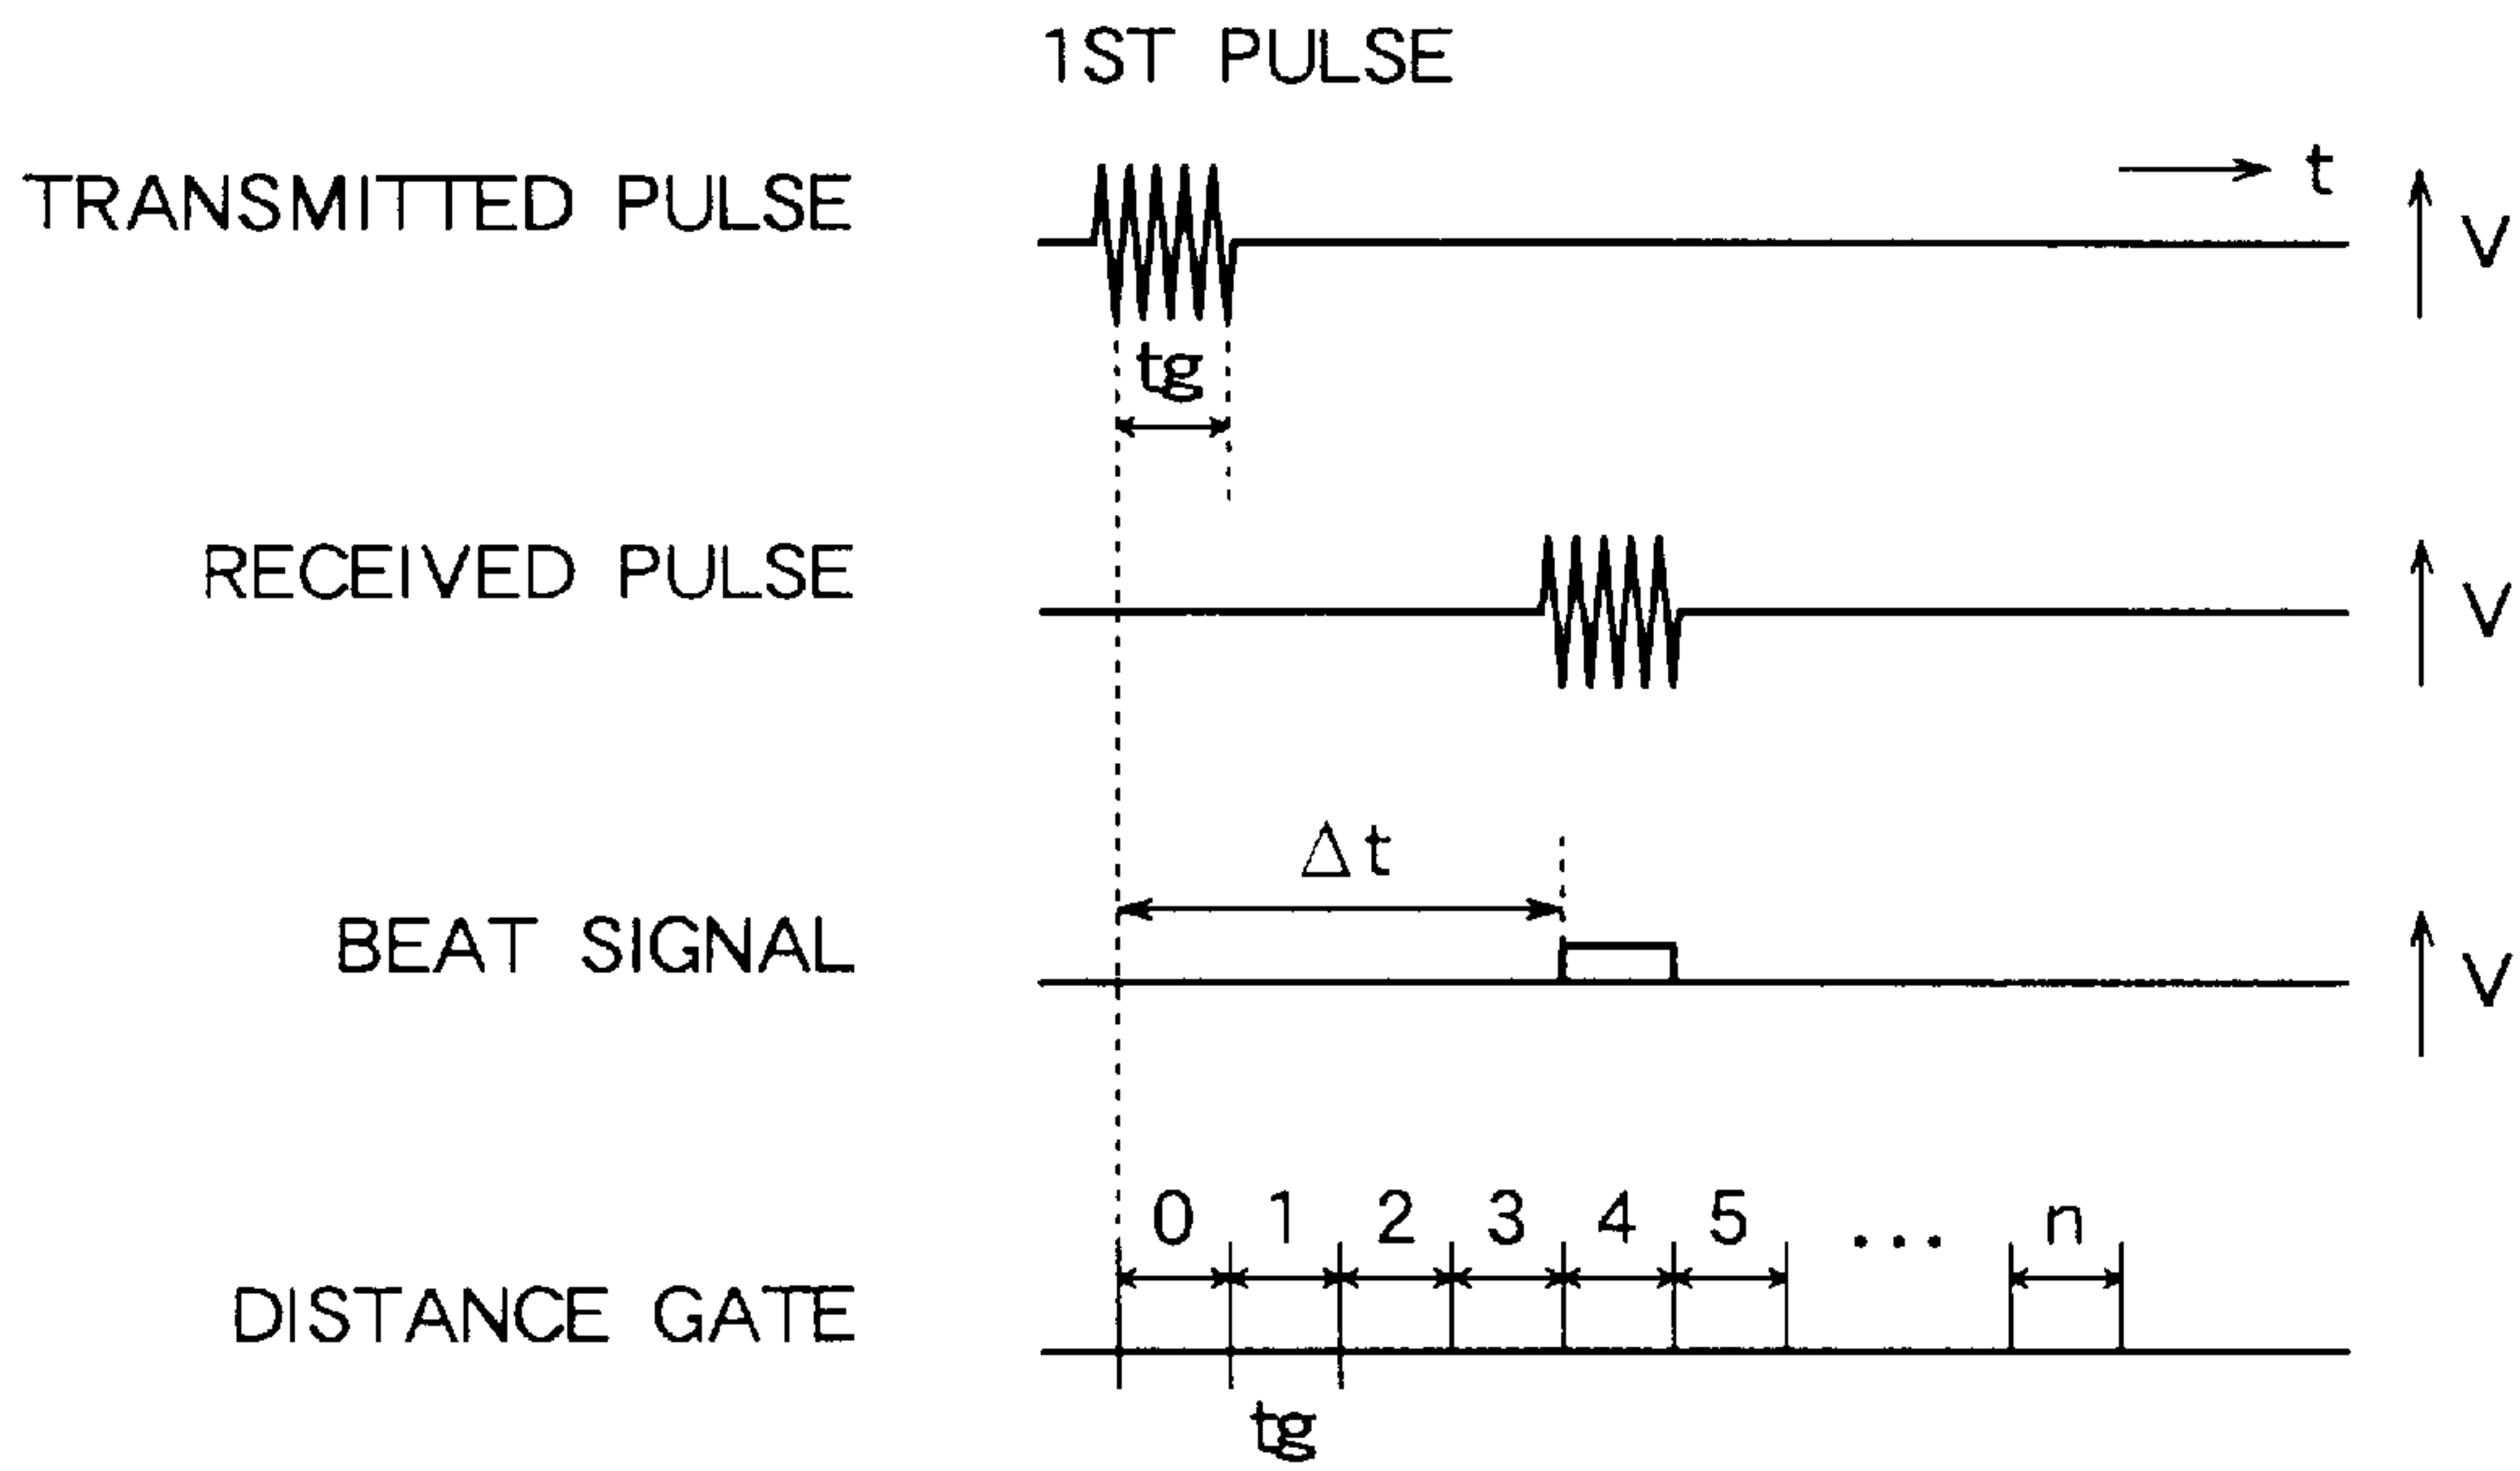 1ST PULSE
TRANSMITTED PULSE
t
V
tg
RECEIVED PULSE
V
Δt
BEAT SIGNAL
V
0 1 2 3 4 5 ... n
DISTANCE GATE
tg